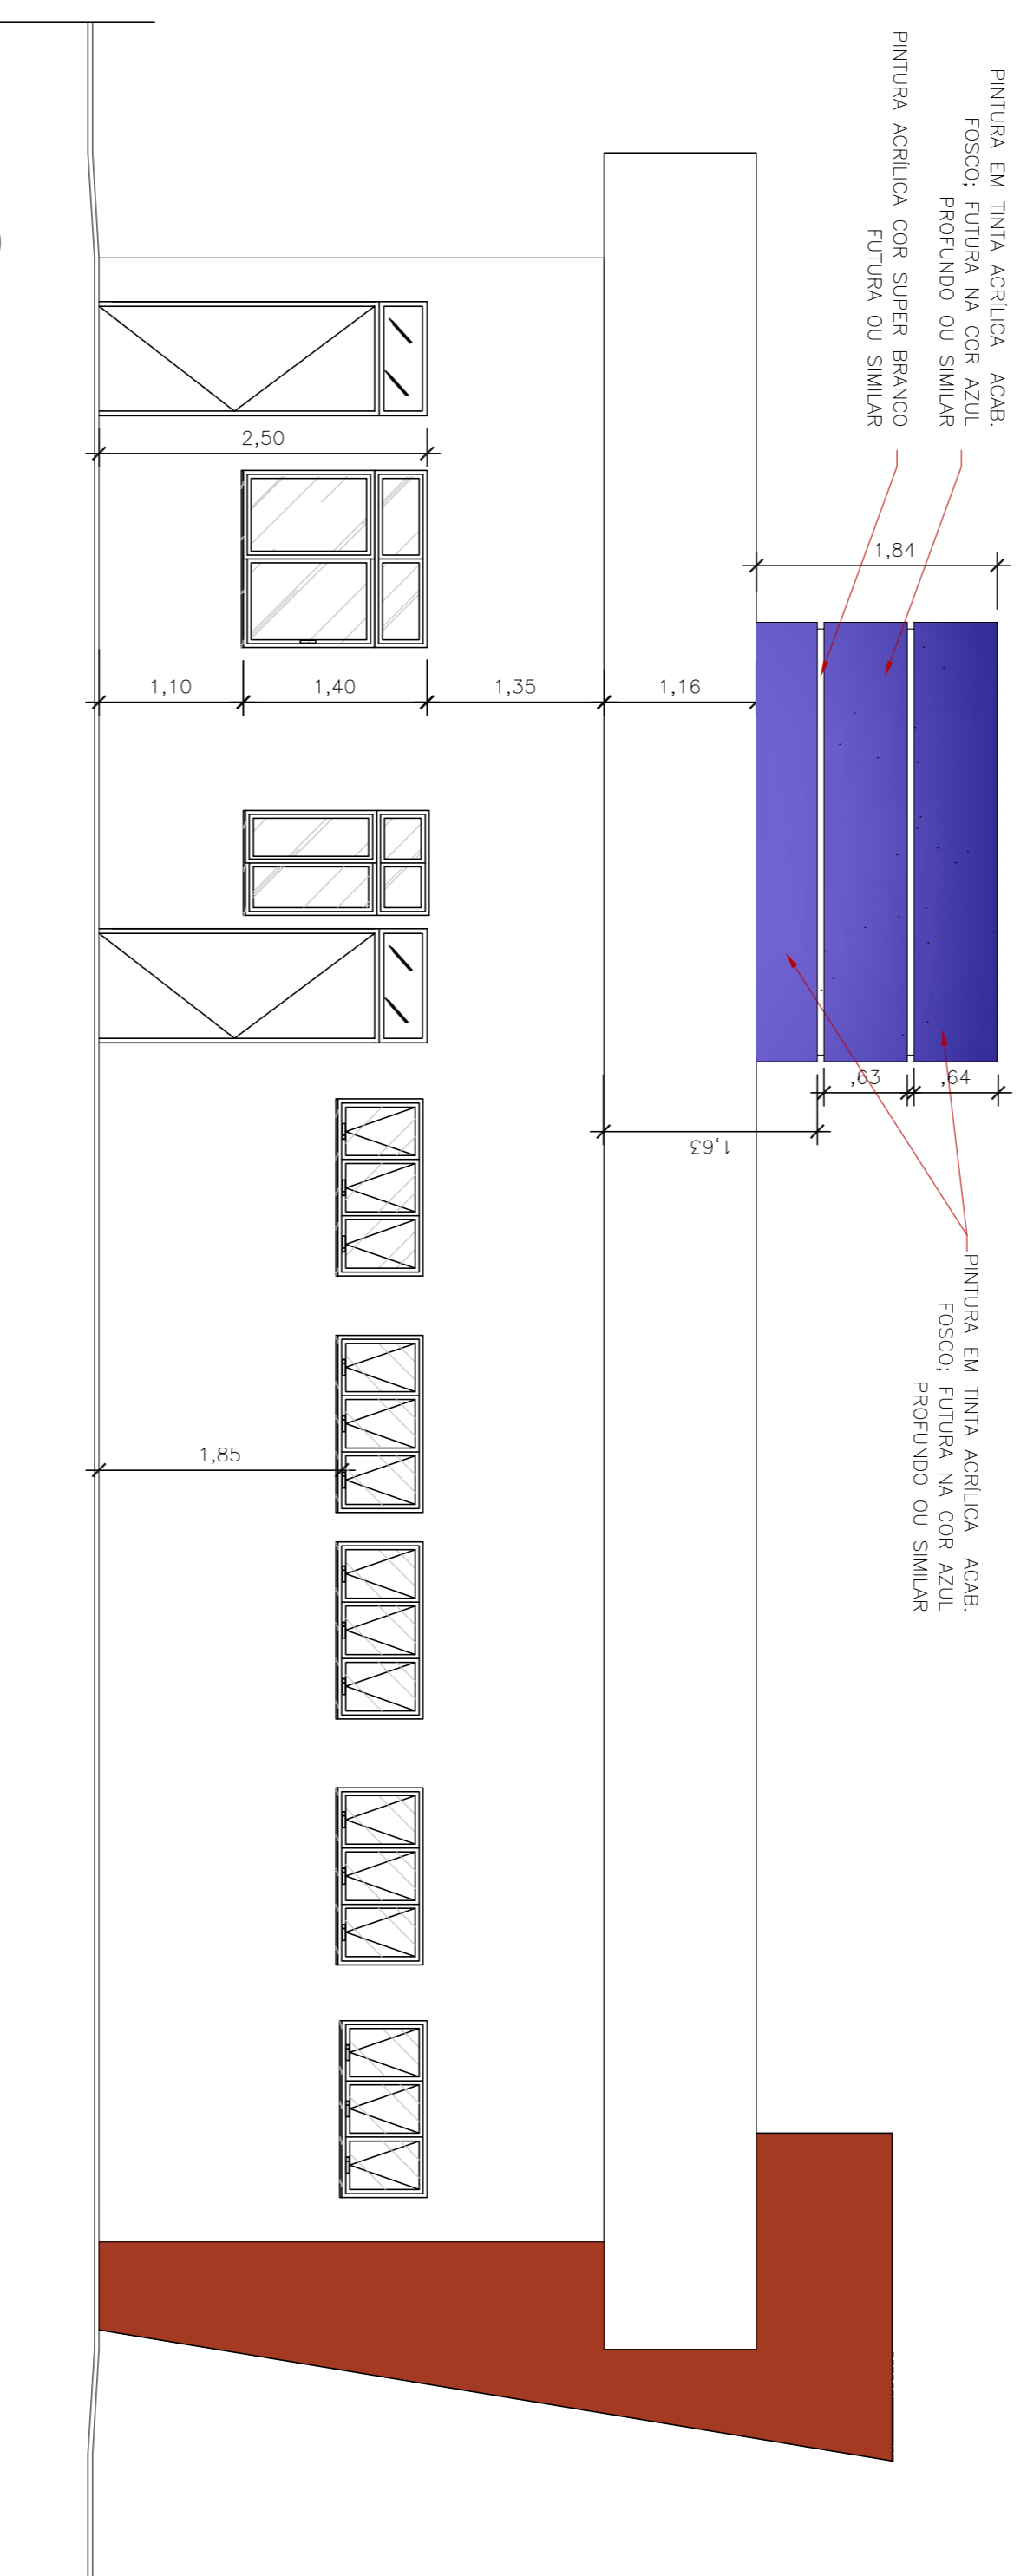 PINTURA EM TINTA ACRÍLICA ACAB.
FOSCO; FUTURA NA COR AZUL
PROFUNDO OU SIMILAR
PINTURA ACRÍLICA COR SUPER BRANCO
FUTURA OU SIMILAR
PINTURA EM TINTA ACRÍLICA ACAB.
FOSCO; FUTURA NA COR AZUL
PROFUNDO OU SIMILAR
1,84
,64
,63
1,63
1,16
1,35
1,40
1,10
2,50
1,85